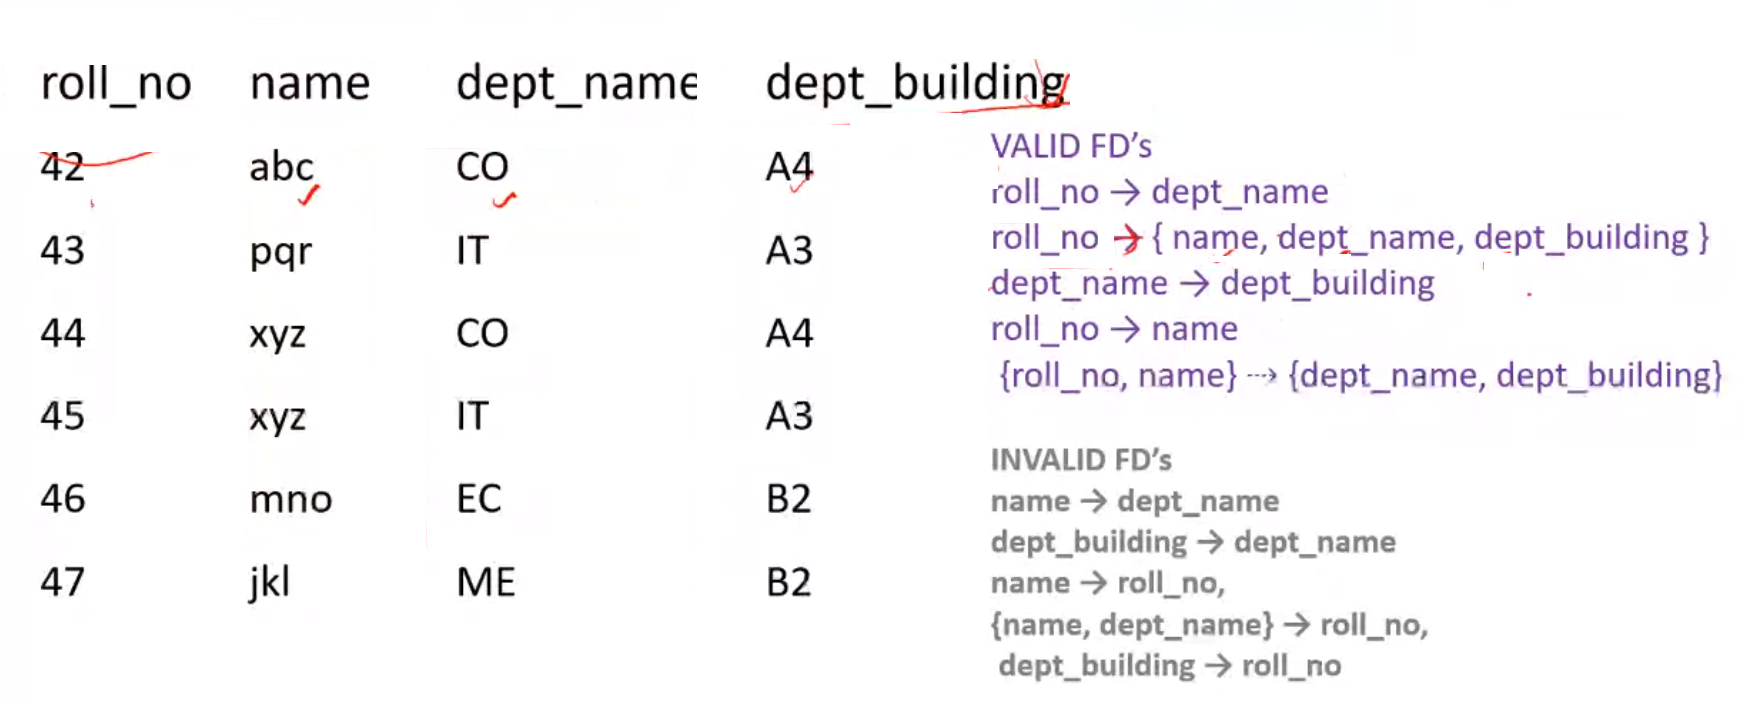 roll_no name dept_name dept_building
42 abc CO A4
43 pqr IT A3
44 xyz CO A4
45 xyz IT A3
46 mno EC B2
47 jkl ME B2
VALID FD’s
roll_no → dept_name
roll_no → { name, dept_name, dept_building }
dept_name → dept_building
roll_no → name
{roll_no, name} ⇢ {dept_name, dept_building}
INVALID FD’s
name → dept_name
dept_building → dept_name
name → roll_no,
{name, dept_name} → roll_no,
dept_building → roll_no